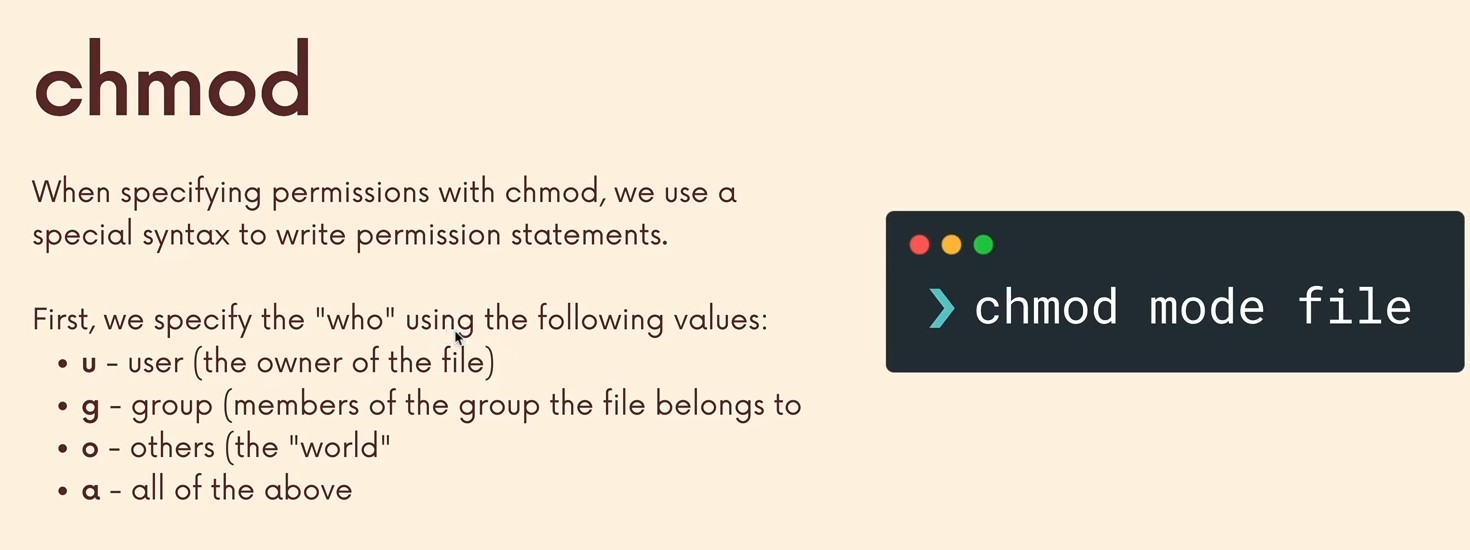 chmod
When specifying permissions with chmod, we use a
special syntax to write permission statements.
First, we specify the "who" using the following values:
• u - user (the owner of the file)
• g - group (members of the group the file belongs to
• o - others (the "world"
• a - all of the above
❯ chmod mode file